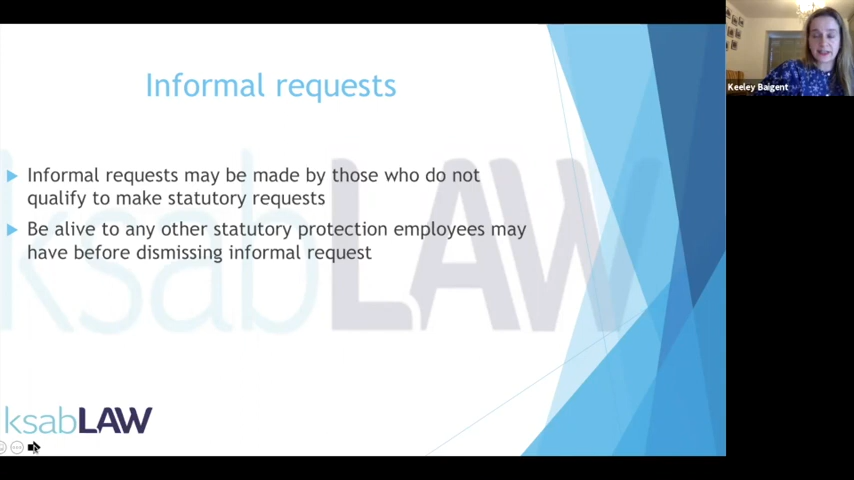 Informal requests
Informal requests may be made by those who do not
qualify to make statutory requests
Be alive to any other statutory protection employees may
have before dismissing informal request
ksabLAW
ksabLAW
Keeley Baigent